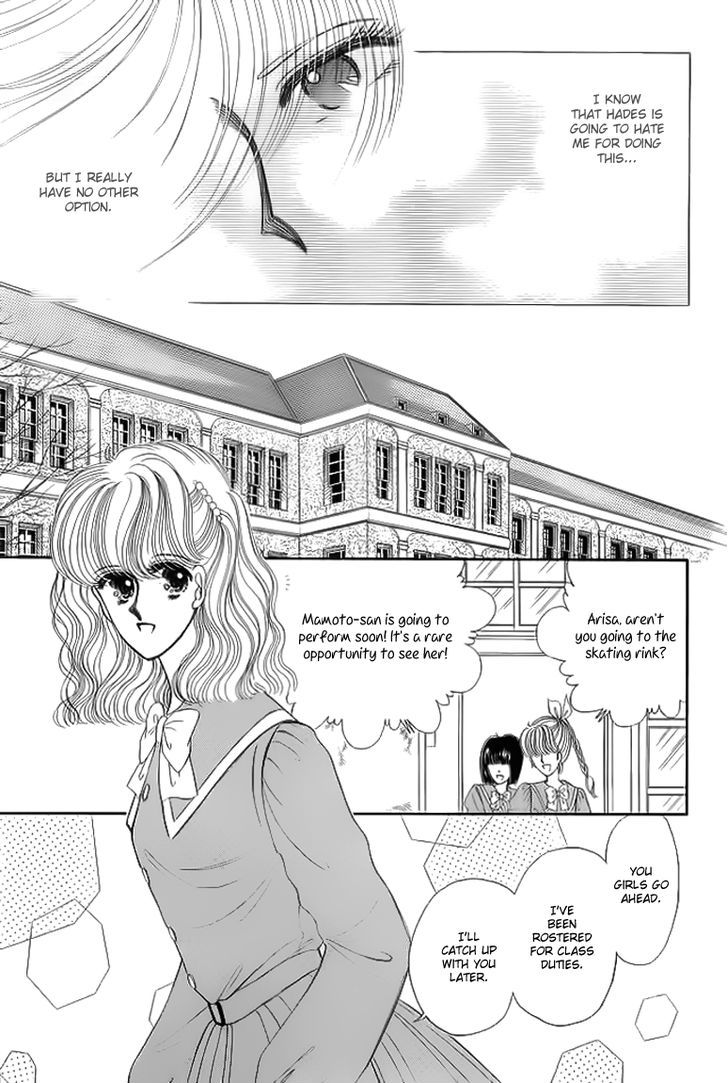 I KNOW
THAT HADES IS
GOING TO HATE
ME FOR DOING
THIS...
BUT I REALLY
HAVE NO OTHER
OPTION.
Arisa, aren't
you going to the
skating rink?
Mamoto-san is going to
perform soon! It's a rare
opportunity to see her!
YOU
GIRLS GO
AHEAD.
I'VE
BEEN
ROSTERED
FOR CLASS
DUTIES.
I'LL
CATCH UP
WITH YOU
LATER.